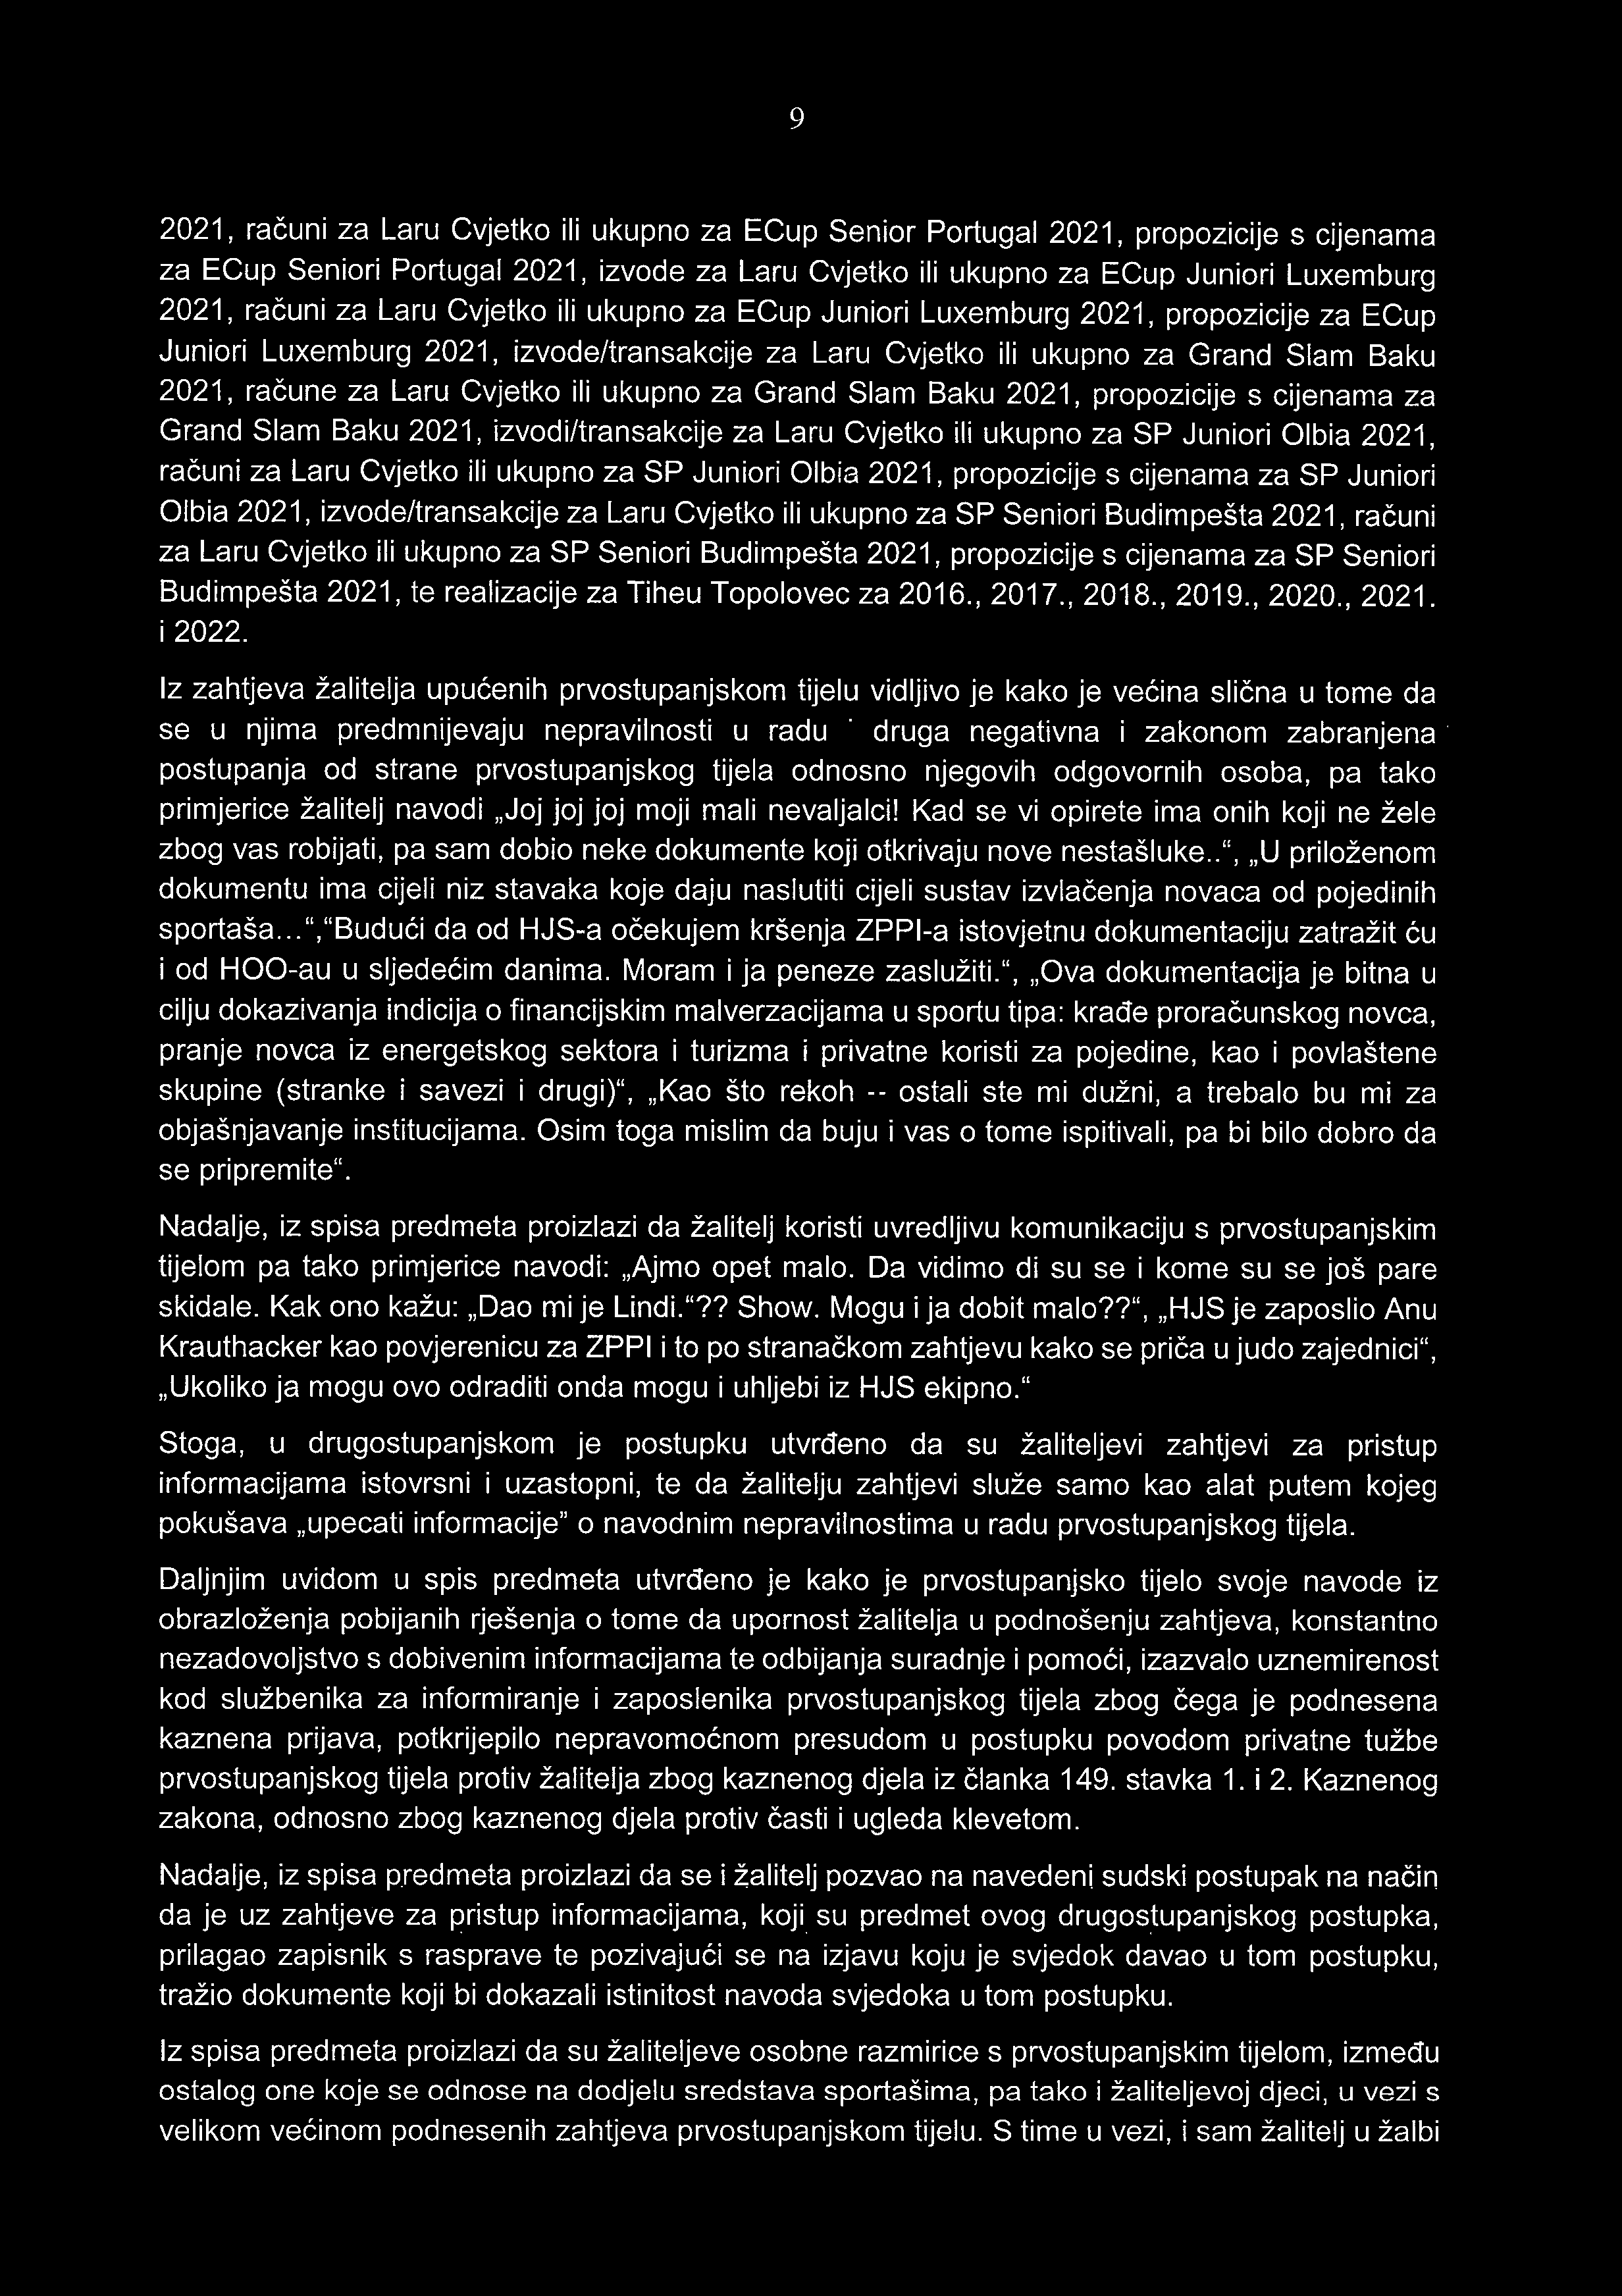 9
2021, računi za Laru Cvjetko ili ukupno za ECup Senior Portugal 2021, propozicije s cijenama
za ECup Seniori Portugal 2021, izvode za Laru Cvjetko ili ukupno za ECup Juniori Luxemburg
2021, računi za Laru Cvjetko ili ukupno za ECup Juniori Luxemburg 2021, propozicije za ECup
Juniori Luxemburg 2021, izvode/transakcije za Laru Cvjetko ili ukupno za Grand Slam Baku
2021, račune za Laru Cvjetko ili ukupno za Grand Slam Baku 2021, propozicije s cijenama za
Grand Slam Baku 2021, izvodi/transakcije za Laru Cvjetko ili ukupno za SP Juniori Olbia 2021,
računi za Laru Cvjetko ili ukupno za SP Juniori Olbia 2021, propozicije s cijenama za SP Juniori
Olbia 2021, izvode/transakcije za Laru Cvjetko ili ukupno za SP Seniori Budimpešta 2021, računi
za Laru Cvjetko ili ukupno za SP Seniori Budimpešta 2021, propozicije s cijenama za SP Seniori
Budimpešta 2021, te realizacije za Tiheu Topolovec za 2016., 2017., 2018., 2019., 2020., 2021.
i 2022.
Iz zahtjeva žalitelja upućenih prvostupanjskom tijelu vidljivo je kako je većina slična u tome da
se u njima predmnijevaju nepravilnosti u radu druga negativna i zakonom zabranjena
postupanja od strane prvostupanjskog tijela odnosno njegovih odgovornih osoba, pa tako
primjerice žalitelj navodi „Joj joj joj moji mali nevaljalci! Kad se vi opirete ima onih koji ne žele
zbog vas robijati, pa sam dobio neke dokumente koji otkrivaju nove nestašluke..“, „U priloženom
dokumentu ima cijeli niz stavaka koje daju naslutiti cijeli sustav izvlačenja novaca od pojedinih
sportaša...“,“Budući da od HJS-a očekujem kršenja ZPPI-a istovjetnu dokumentaciju zatražit ću
i od HOO-au u sljedećim danima. Moram i ja peneze zaslužiti.“, „Ova dokumentacija je bitna u
cilju dokazivanja indicija o financijskim malverzacijama u sportu tipa: krađe proračunskog novca,
pranje novca iz energetskog sektora i turizma i privatne koristi za pojedine, kao i povlaštene
skupine (stranke i savezi i drugi)“, „Kao što rekoh -- ostali ste mi dužni, a trebalo bu mi za
objašnjavanje institucijama. Osim toga mislim da buju i vas o tome ispitivali, pa bi bilo dobro da
se pripremite“.
Nadalje, iz spisa predmeta proizlazi da žalitelj koristi uvredljivu komunikaciju s prvostupanjskim
tijelom pa tako primjerice navodi: „Ajmo opet malo. Da vidimo di su se i kome su se još pare
skidale. Kak ono kažu: „Dao mi je Lindi.“?? Show. Mogu i ja dobit malo??“, „HJS je zaposlio Anu
Krauthacker kao povjerenicu za ZPPI i to po stranačkom zahtjevu kako se priča u judo zajednici“,
„Ukoliko ja mogu ovo odraditi onda mogu i uhljebi iz HJS ekipno.“
Stoga, u drugostupanjskom je postupku utvrđeno da su žaliteljevi zahtjevi za pristup
informacijama istovrsni i uzastopni, te da žalitelju zahtjevi služe samo kao alat putem kojeg
pokušava „upecati informacije” o navodnim nepravilnostima u radu prvostupanjskog tijela.
Daljnjim uvidom u spis predmeta utvrđeno je kako je prvostupanjsko tijelo svoje navode iz
obrazloženja pobijanih rješenja o tome da upornost žalitelja u podnošenju zahtjeva, konstantno
nezadovoljstvo s dobivenim informacijama te odbijanja suradnje i pomoći, izazvalo uznemirenost
kod službenika za informiranje i zaposlenika prvostupanjskog tijela zbog čega je podnesena
kaznena prijava, potkrijepilo nepravomoćnom presudom u postupku povodom privatne tužbe
prvostupanjskog tijela protiv žalitelja zbog kaznenog djela iz članka 149. stavka 1. i 2. Kaznenog
zakona, odnosno zbog kaznenog djela protiv časti i ugleda klevetom.
Nadalje, iz spisa predmeta proizlazi da se i žalitelj pozvao na navedeni sudski postupak na način
da je uz zahtjeve za pristup informacijama, koji su predmet ovog drugostupanjskog postupka,
prilagao zapisnik s rasprave te pozivajući se na izjavu koju je svjedok davao u tom postupku,
tražio dokumente koji bi dokazali istinitost navoda svjedoka u tom postupku.
Iz spisa predmeta proizlazi da su žaliteljeve osobne razmirice s prvostupanjskim tijelom, između
ostalog one koje se odnose na dodjelu sredstava sportašima, pa tako i žaliteljevoj djeci, u vezi s
velikom većinom podnesenih zahtjeva prvostupanjskom tijelu. S time u vezi, i sam žalitelj u žalbi